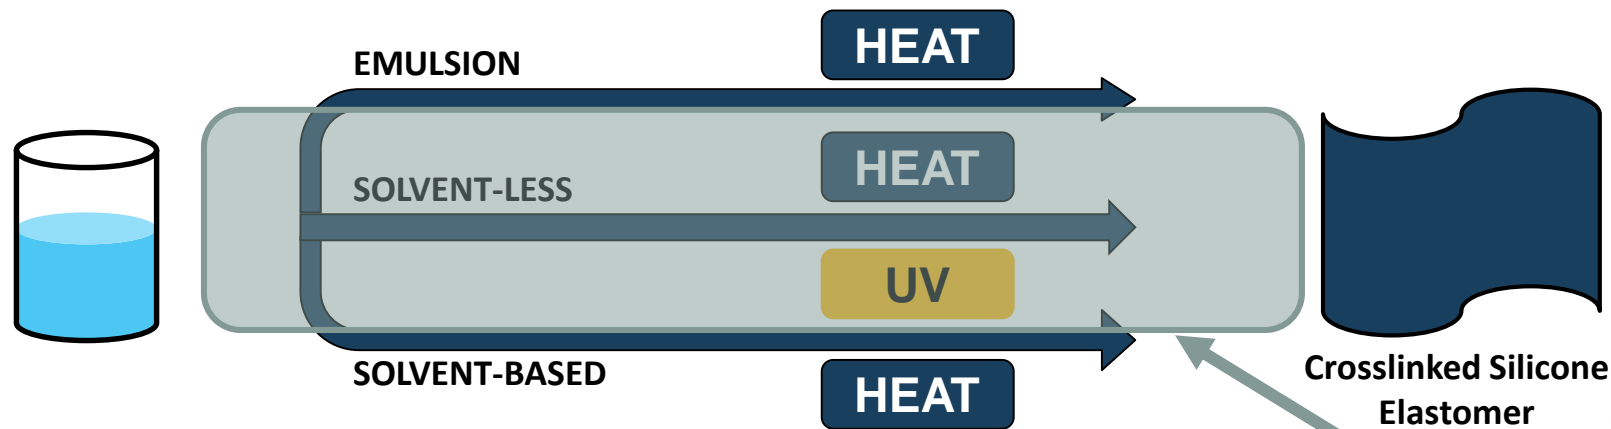 HEAT
EMULSION
HEAT
SOLVENT-LESS
UV
SOLVENT-BASED
HEAT
Crosslinked Silicone
Elastomer